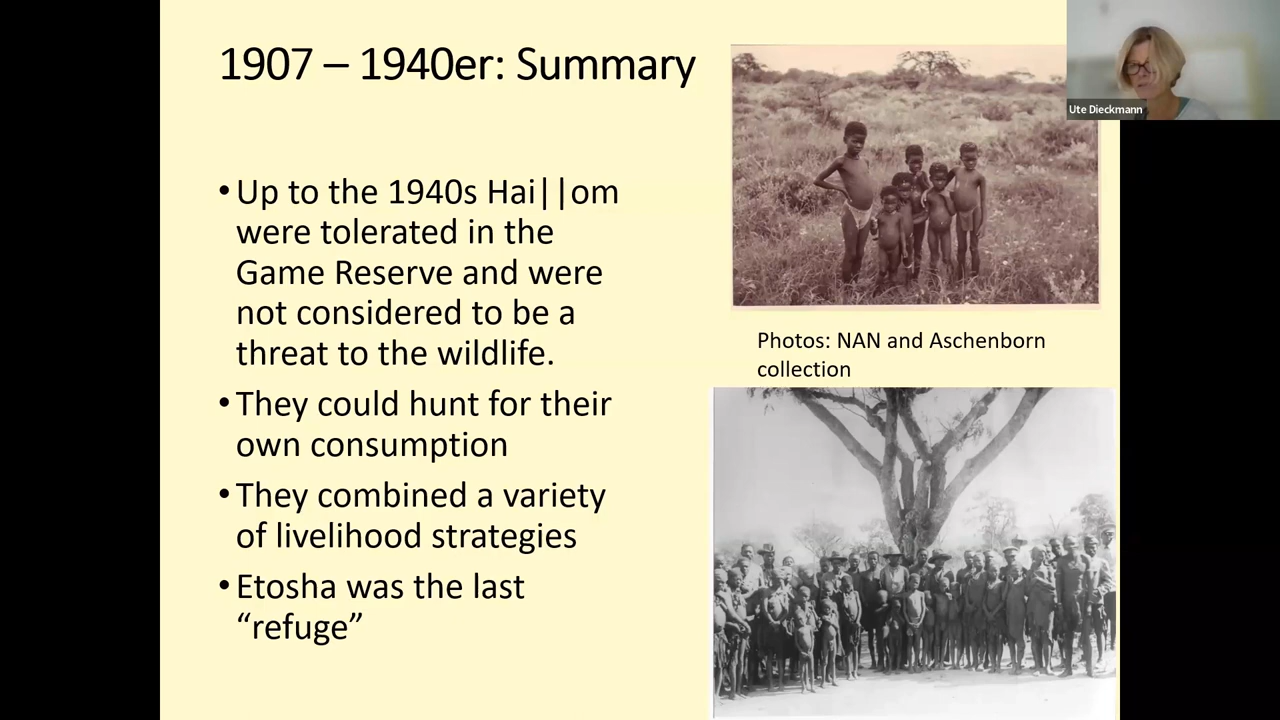 1907 – 1940er: Summary
Ute Dieckmann
•Up to the 1940s Hai||om
were tolerated in the
Game Reserve and were
not considered to be a
threat to the wildlife.
•They could hunt for their
own consumption
•They combined a variety
of livelihood strategies
•Etosha was the last
“refuge”
Photos: NAN and Aschenborn
collection